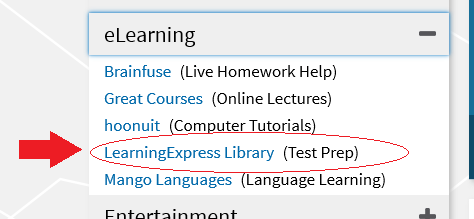 eLearning
Brainfuse (Live Homework Help)
Great Courses (Online Lectures)
hoonuit (Computer Tutorials)
LearningExpress Library (Test Prep)
Mango Languages (Language Learning)
Entertainment